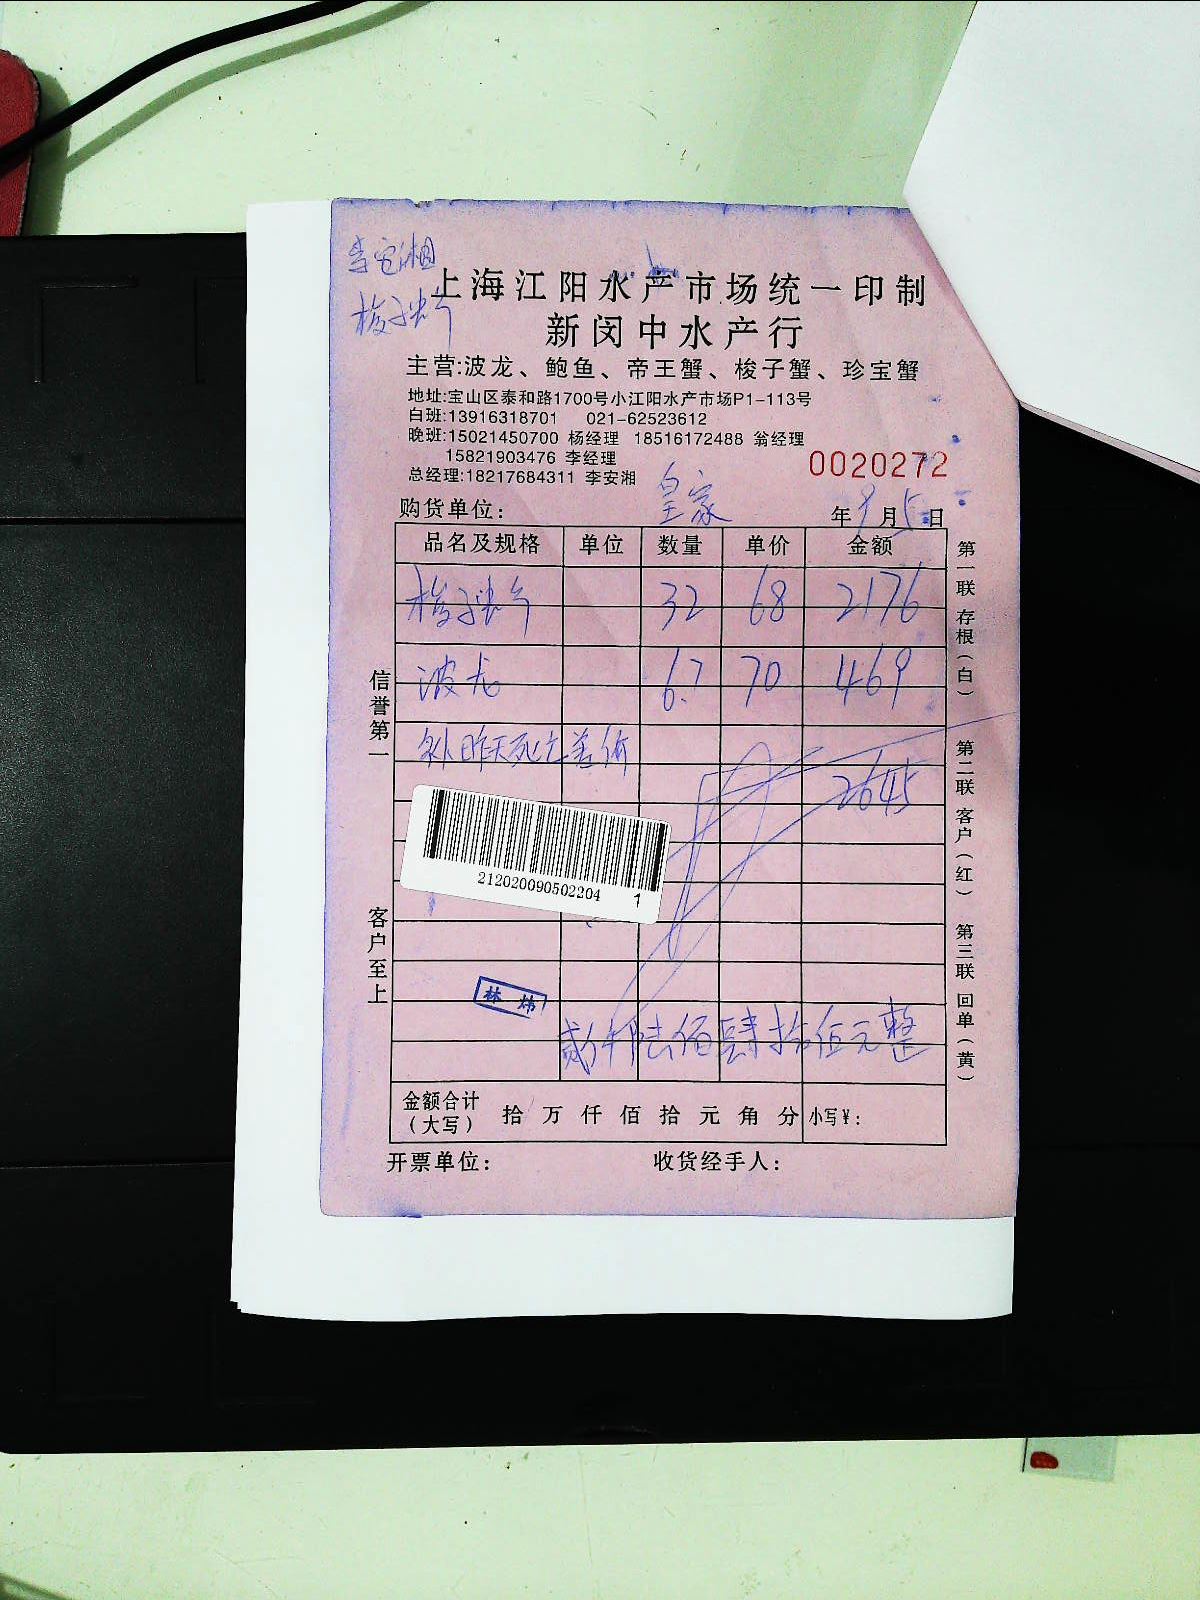 李安湘
梭子蟹
上海江阳水产市场统一印制
新闵中水产行
主营:波龙、鲍鱼、帝王蟹、梭子蟹、珍宝蟹
地址:宝山区泰和路1700号小江阳水产市场P1-113号
白班:13916318701 021-62523612
晚班:15021450700 杨经理 18516172488 翁经理
15821903476 李经理
总经理:18217684311 李安湘
0020272
购货单位: 皇家 年 9 月 5 日
品名及规格 单位 数量 单价 金额
梭子蟹 32 68 2176
波龙 6.7 70 469
补昨天死亡差价
2645
212020090502204 1
林炜
贰仟陆佰肆拾伍元整
金额合计(大写) 拾 万 仟 佰 拾 元 角 分 小写¥:
开票单位: 收货经手人:
信誉第一
客户至上
第一联 存根(白)
第二联 客户(红)
第三联 回单(黄)